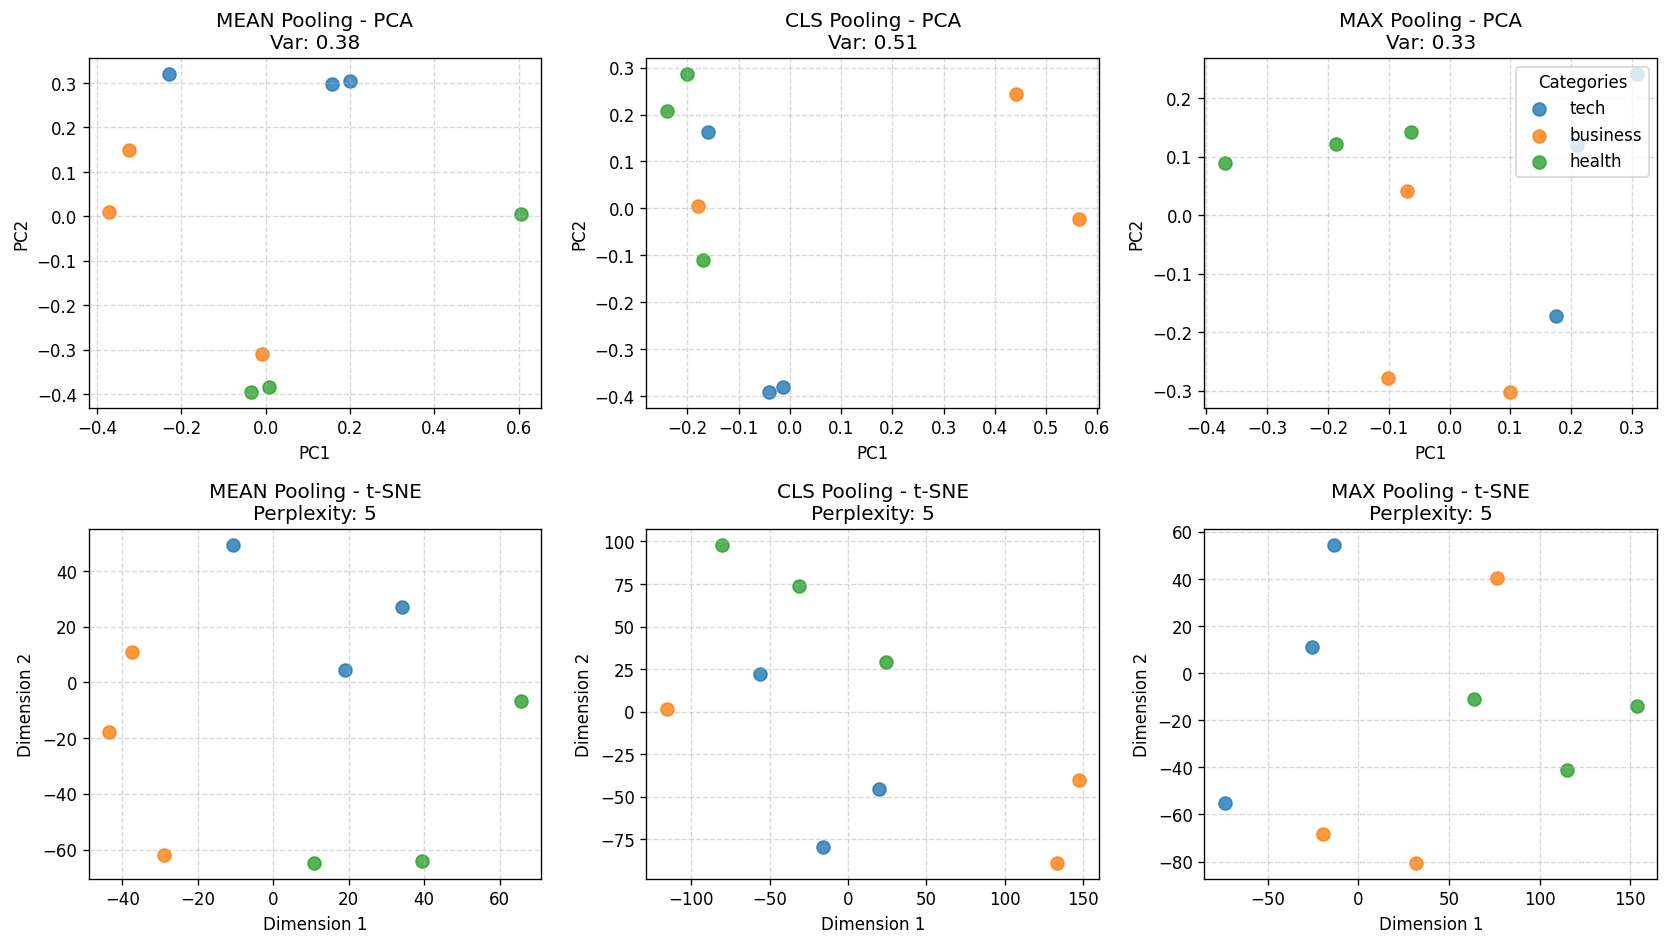 MEAN Pooling - PCA
Var: 0.38
0.3
0.2
0.1
0.0
−0.1
−0.2
−0.3
−0.4
PC2
−0.4 −0.2 0.0 0.2 0.4 0.6
PC1
CLS Pooling - PCA
Var: 0.51
0.3
0.2
0.1
0.0
−0.1
−0.2
−0.3
−0.4
PC2
−0.2 −0.1 0.0 0.1 0.2 0.3 0.4 0.5 0.6
PC1
MAX Pooling - PCA
Var: 0.33
Categories
tech
business
health
0.2
0.1
0.0
−0.1
−0.2
−0.3
PC2
−0.4 −0.3 −0.2 −0.1 0.0 0.1 0.2 0.3
PC1
MEAN Pooling - t-SNE
Perplexity: 5
40
20
0
−20
−40
−60
Dimension 2
−40 −20 0 20 40 60
Dimension 1
CLS Pooling - t-SNE
Perplexity: 5
100
75
50
25
0
−25
−50
−75
Dimension 2
−100 −50 0 50 100 150
Dimension 1
MAX Pooling - t-SNE
Perplexity: 5
60
40
20
0
−20
−40
−60
−80
Dimension 2
−50 0 50 100 150
Dimension 1